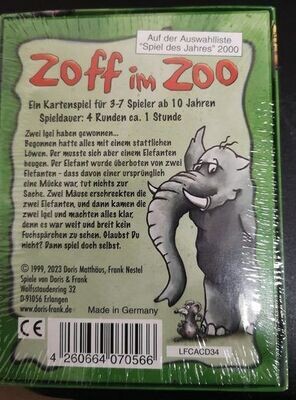 Auf der Auswahlliste
"Spiel des Jahres" 2000
Zoff im Zoo
Ein Kartenspiel für 3-7 Spieler ab 10 Jahren
Spieldauer: 4 Runden ca. 1 Stunde
Zwei Igel haben gewonnen...
Begonnen hatte alles mit einem stattlichen
Löwen. Der musste sich aber einem Elefanten
beugen. Der Elefant wurde überboten von zwei
Elefanten - dass davon einer ursprünglich
eine Mücke war, tut nichts zur
Sache. Zwei Mäuse erschreckten die
zwei Elefanten, und dann kamen die
zwei Igel und machten alles klar,
denn es war weit und breit kein
Fuchspärchen zu sehen. Glaubst Du
nicht? Dann spiel doch selbst.
© 1999, 2023 Doris Matthäus, Frank Nestel
Spiele von Doris & Frank
Wolfsstaudenring 32
D-91056 Erlangen
www.doris-frank.de
CE
Made in Germany
4 260664 070566
LFCACD34